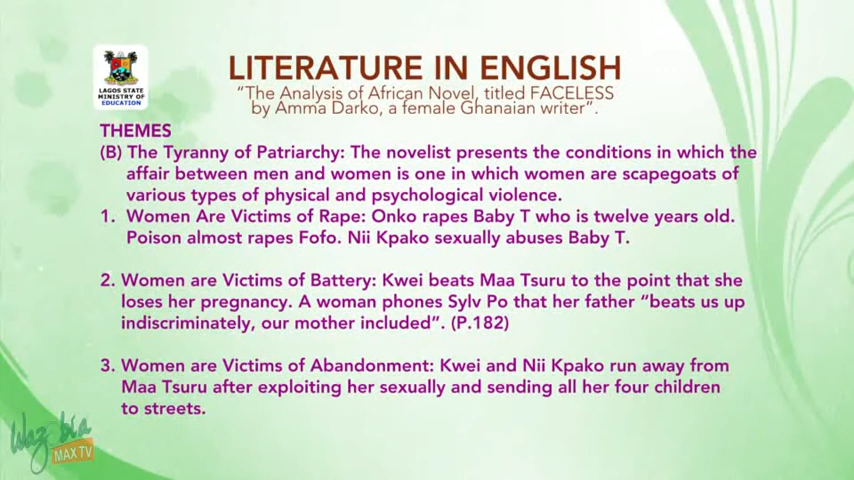 LAGOS STATE
MINISTRY OF
EDUCATION
LITERATURE IN ENGLISH
“The Analysis of African Novel, titled FACELESS
by Amma Darko, a female Ghanaian writer”.
THEMES
(B) The Tyranny of Patriarchy: The novelist presents the conditions in which the
affair between men and women is one in which women are scapegoats of
various types of physical and psychological violence.
1. Women Are Victims of Rape: Onko rapes Baby T who is twelve years old.
Poison almost rapes Fofo. Nii Kpako sexually abuses Baby T.
2. Women are Victims of Battery: Kwei beats Maa Tsuru to the point that she
loses her pregnancy. A woman phones Sylv Po that her father “beats us up
indiscriminately, our mother included”. (P.182)
3. Women are Victims of Abandonment: Kwei and Nii Kpako run away from
Maa Tsuru after exploiting her sexually and sending all her four children
to streets.
Wazobia
MAX TV